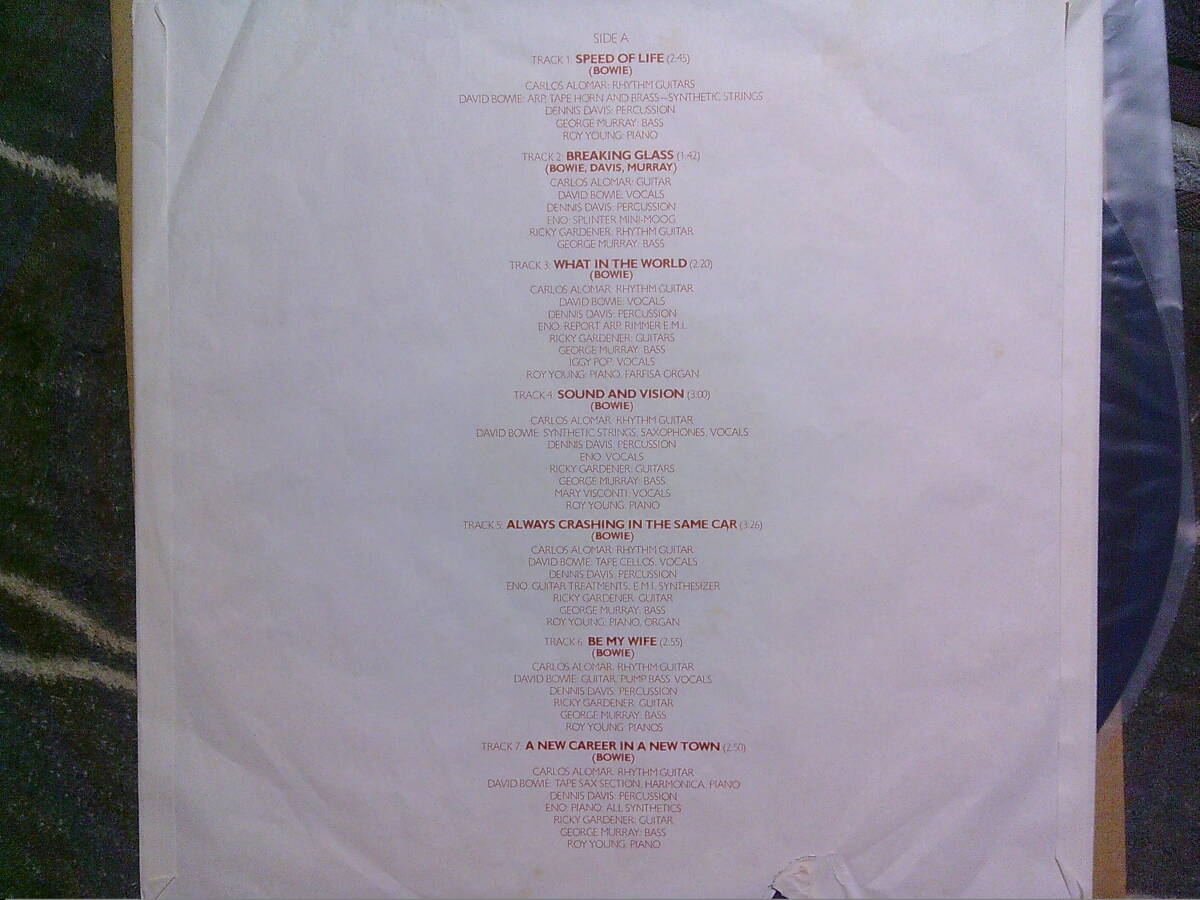 SIDE A
TRACK 1: SPEED OF LIFE (2:45)
(BOWIE)
CARLOS ALOMAR: RHYTHM GUITARS
DAVID BOWIE: ARP, TAPE HORN AND BRASS—SYNTHETIC STRINGS
DENNIS DAVIS: PERCUSSION
GEORGE MURRAY: BASS
ROY YOUNG: PIANO
TRACK 2: BREAKING GLASS (1:42)
(BOWIE, DAVIS, MURRAY)
CARLOS ALOMAR: GUITAR
DAVID BOWIE: VOCALS
DENNIS DAVIS: PERCUSSION
ENO: SPLINTER MINI-MOOG
RICKY GARDENER: RHYTHM GUITAR
GEORGE MURRAY: BASS
TRACK 3: WHAT IN THE WORLD (2:20)
(BOWIE)
CARLOS ALOMAR: RHYTHM GUITAR
DAVID BOWIE: VOCALS
DENNIS DAVIS: PERCUSSION
ENO: REPORT ARP, RIMMER E.M.I.
RICKY GARDENER: GUITARS
GEORGE MURRAY: BASS
IGGY POP: VOCALS
ROY YOUNG: PIANO, FARFISA ORGAN
TRACK 4: SOUND AND VISION (3:00)
(BOWIE)
CARLOS ALOMAR: RHYTHM GUITAR
DAVID BOWIE: SYNTHETIC STRINGS, SAXOPHONES, VOCALS
DENNIS DAVIS: PERCUSSION
ENO: VOCALS
RICKY GARDENER: GUITARS
GEORGE MURRAY: BASS
MARY VISCONTI: VOCALS
ROY YOUNG: PIANO
TRACK 5: ALWAYS CRASHING IN THE SAME CAR (3:26)
(BOWIE)
CARLOS ALOMAR: RHYTHM GUITAR
DAVID BOWIE: TAPE CELLOS, VOCALS
DENNIS DAVIS: PERCUSSION
ENO: GUITAR TREATMENTS, E.M.I. SYNTHESIZER
RICKY GARDENER: GUITAR
GEORGE MURRAY: BASS
ROY YOUNG: PIANO, ORGAN
TRACK 6: BE MY WIFE (2:55)
(BOWIE)
CARLOS ALOMAR: RHYTHM GUITAR
DAVID BOWIE: GUITAR, PUMP BASS, VOCALS
DENNIS DAVIS: PERCUSSION
RICKY GARDENER: GUITAR
GEORGE MURRAY: BASS
ROY YOUNG: PIANOS
TRACK 7: A NEW CAREER IN A NEW TOWN (2:50)
(BOWIE)
CARLOS ALOMAR: RHYTHM GUITAR
DAVID BOWIE: TAPE SAX SECTION, HARMONICA, PIANO
DENNIS DAVIS: PERCUSSION
ENO: PIANO, ALL SYNTHETICS
RICKY GARDENER: GUITAR
GEORGE MURRAY: BASS
ROY YOUNG: PIANO